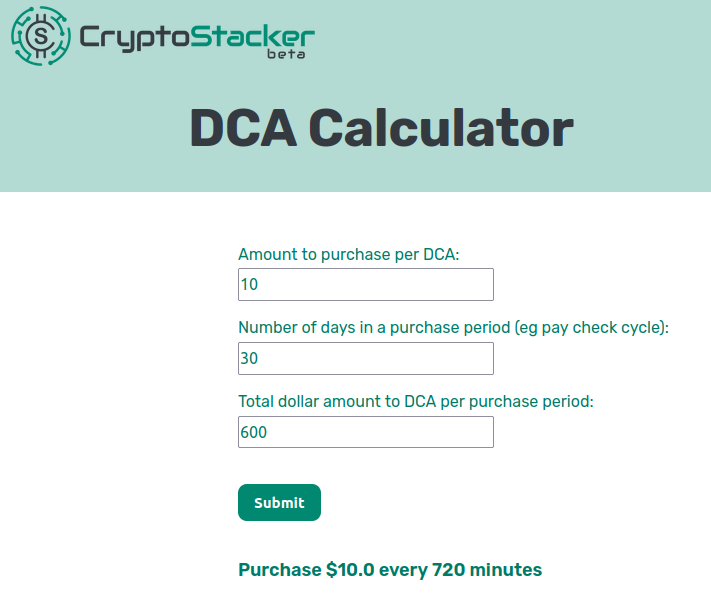 CryptoStacker
beta
DCA Calculator
Amount to purchase per DCA:
10
Number of days in a purchase period (eg pay check cycle):
30
Total dollar amount to DCA per purchase period:
600
Submit
Purchase $10.0 every 720 minutes